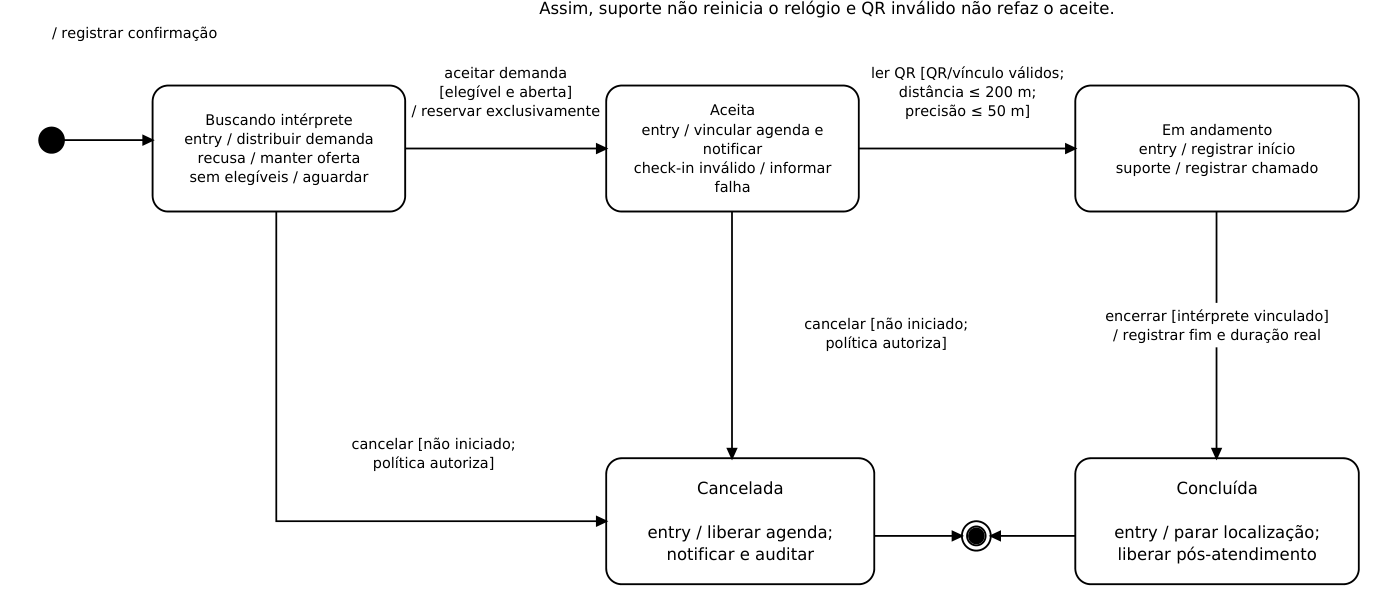 Assim, suporte não reinicia o relógio e QR inválido não refaz o aceite.
/ registrar confirmação
aceitar demanda
[elegível e aberta]
/ reservar exclusivamente
ler QR [QR/vínculo válidos;
distância ≤ 200 m;
precisão ≤ 50 m]
Buscando intérprete
entry / distribuir demanda
recusa / manter oferta
sem elegíveis / aguardar
Aceita
entry / vincular agenda e
notificar
check-in inválido / informar
falha
Em andamento
entry / registrar início
suporte / registrar chamado
cancelar [não iniciado;
política autoriza]
encerrar [intérprete vinculado]
/ registrar fim e duração real
cancelar [não iniciado;
política autoriza]
Cancelada
entry / liberar agenda;
notificar e auditar
Concluída
entry / parar localização;
liberar pós-atendimento